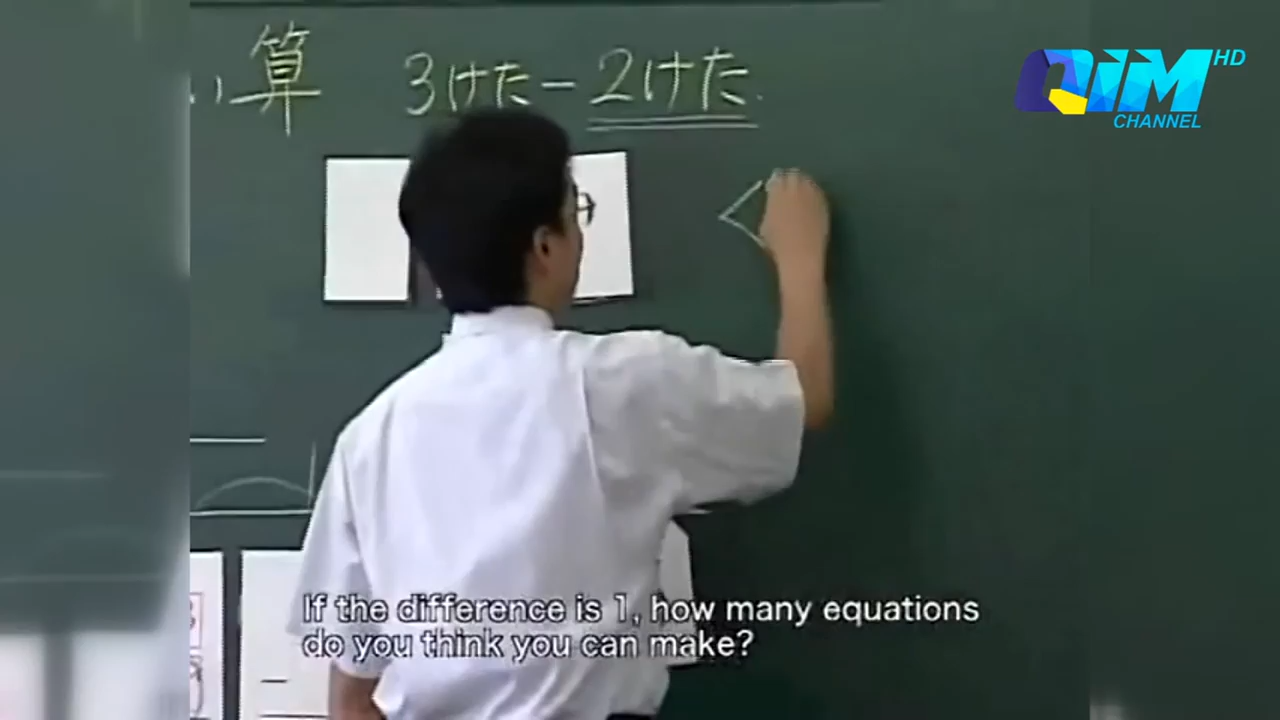 算 3けた－2けた
QIM HD
CHANNEL
If the difference is 1, how many equations
do you think you can make?